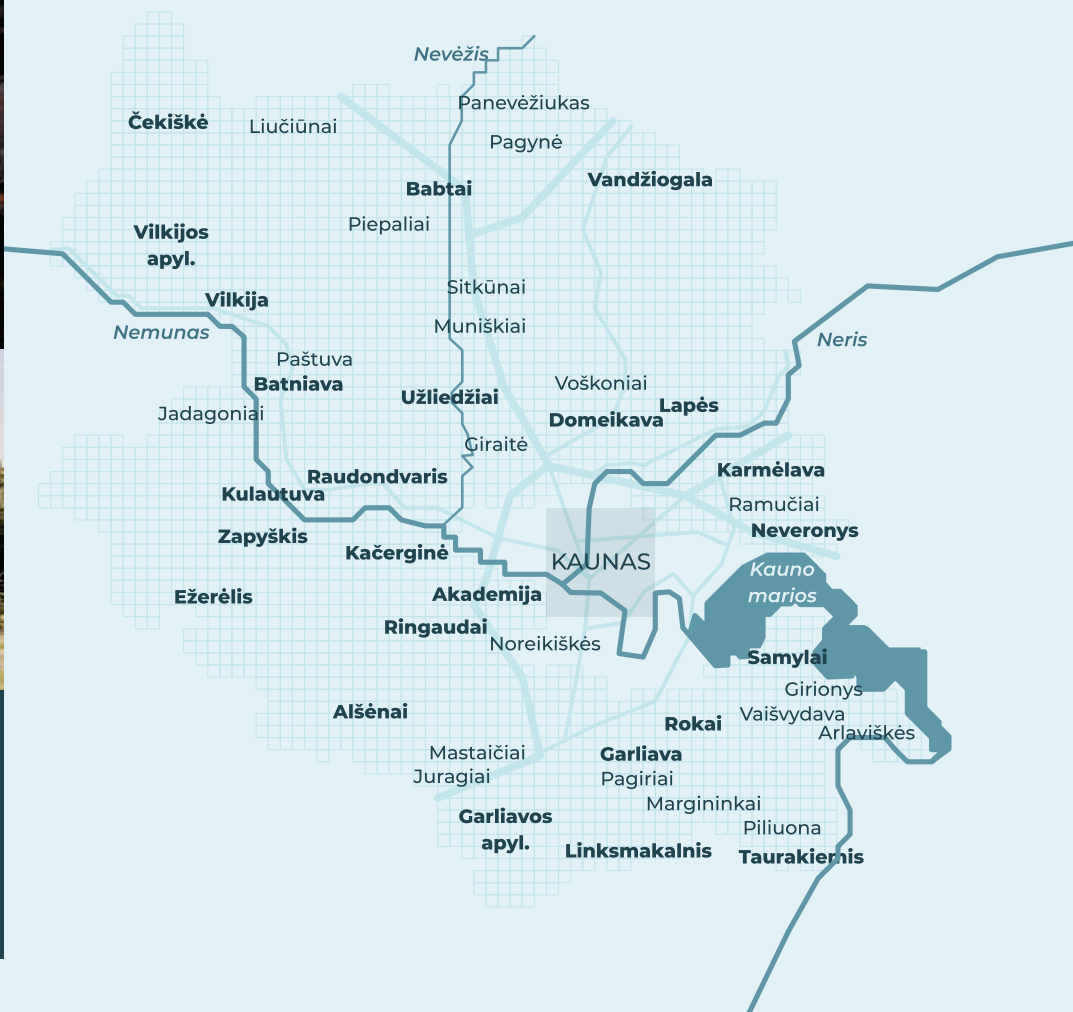 Nevėžis
Panevėžiukas
Čekiškė
Liučiūnai
Pagynė
Vandžiogala
Babtai
Piepaliai
Vilkijos
apyl.
Sitkūnai
Vilkija
Muniškiai
Nemunas
Neris
Paštuva
Batniava
Voškoniai
Užliedžiai
Lapės
Jadagoniai
Domeikava
Giraitė
Karmėlava
Raudondvaris
Kulautuva
Ramučiai
Neveronys
Zapyškis
Kačerginė
KAUNAS
Kauno
marios
Akademija
Ežerėlis
Ringaudai
Noreikiškės
Samylai
Girionys
Alšėnai
Vaišvydava
Rokai
Arlaviškės
Mastaičiai
Garliava
Juragiai
Pagiriai
Margininkai
Garliavos
apyl.
Piliuona
Linksmakalnis
Taurakiemis